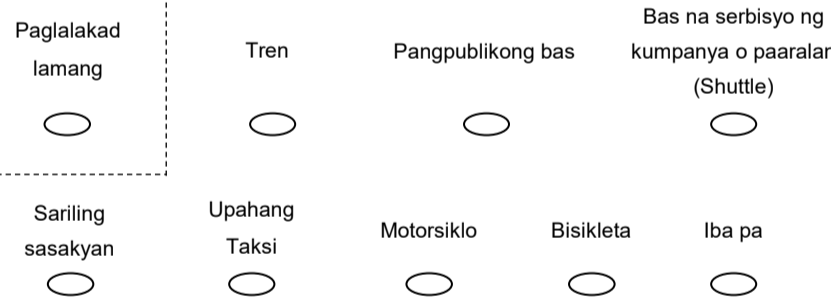 Paglalakad
lamang
Tren
Pangpublikong bas
Bas na serbisyo ng
kumpanya o paaralan
(Shuttle)
Sariling
sasakyan
Upahang
Taksi
Motorsiklo
Bisikleta
Iba pa